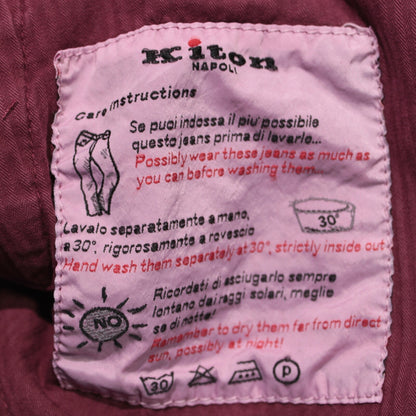 Kiton
NAPOLI
Care instructions
Se puoi indossa il piu' possibile
questo jeans prima di lavarlo...
Possibly wear these jeans as much as
you can before washing them...
Lavalo separatamente a mano,
a 30°, rigorosamente a rovescio
30°
Hand wash them separately at 30°, strictly inside out
NO
Ricordati di asciugarlo sempre
lontano dai raggi solari, meglio
se di notte!
Remember to dry them far from direct
sun, possibly at night!
30
P